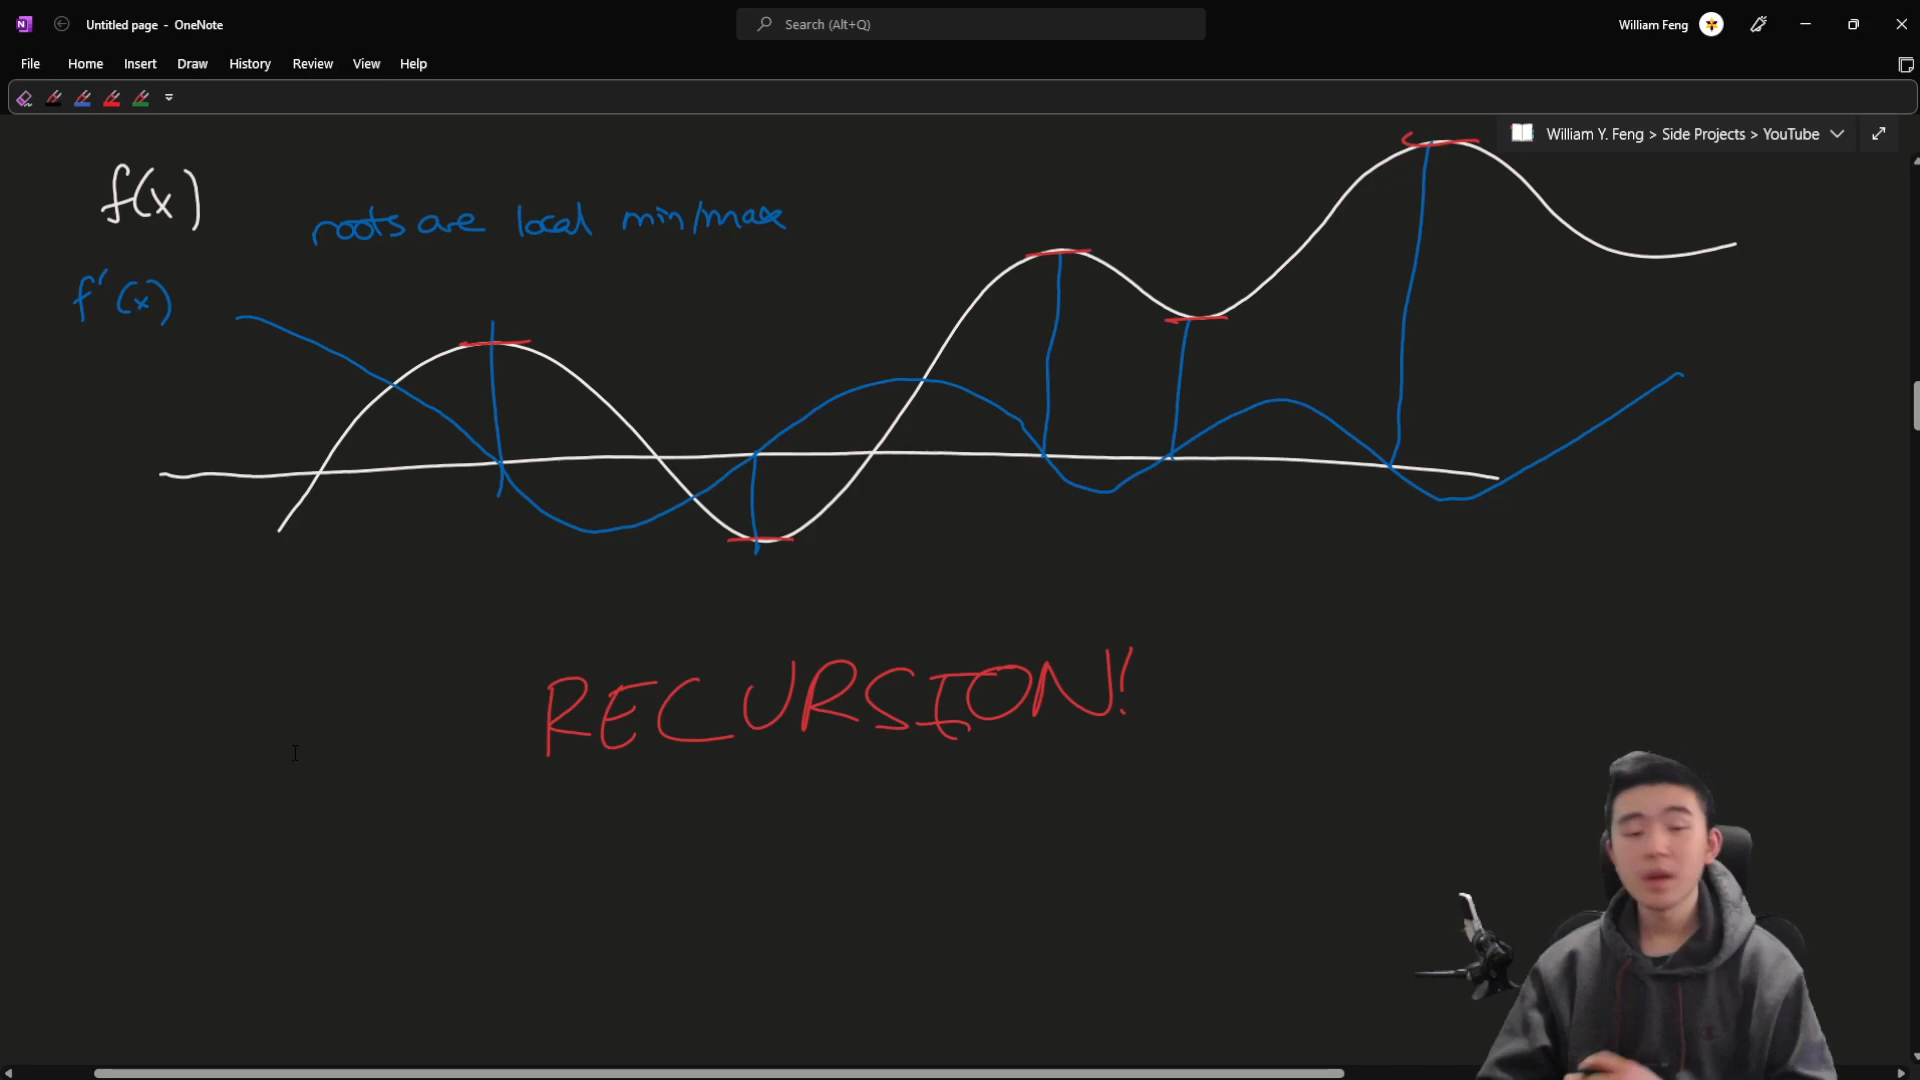 Untitled page - OneNote
Search (Alt+Q)
William Feng
File Home Insert Draw History Review View Help
William Y. Feng > Side Projects > YouTube
f(x)
roots are local min/max
f'(x)
RECURSION!